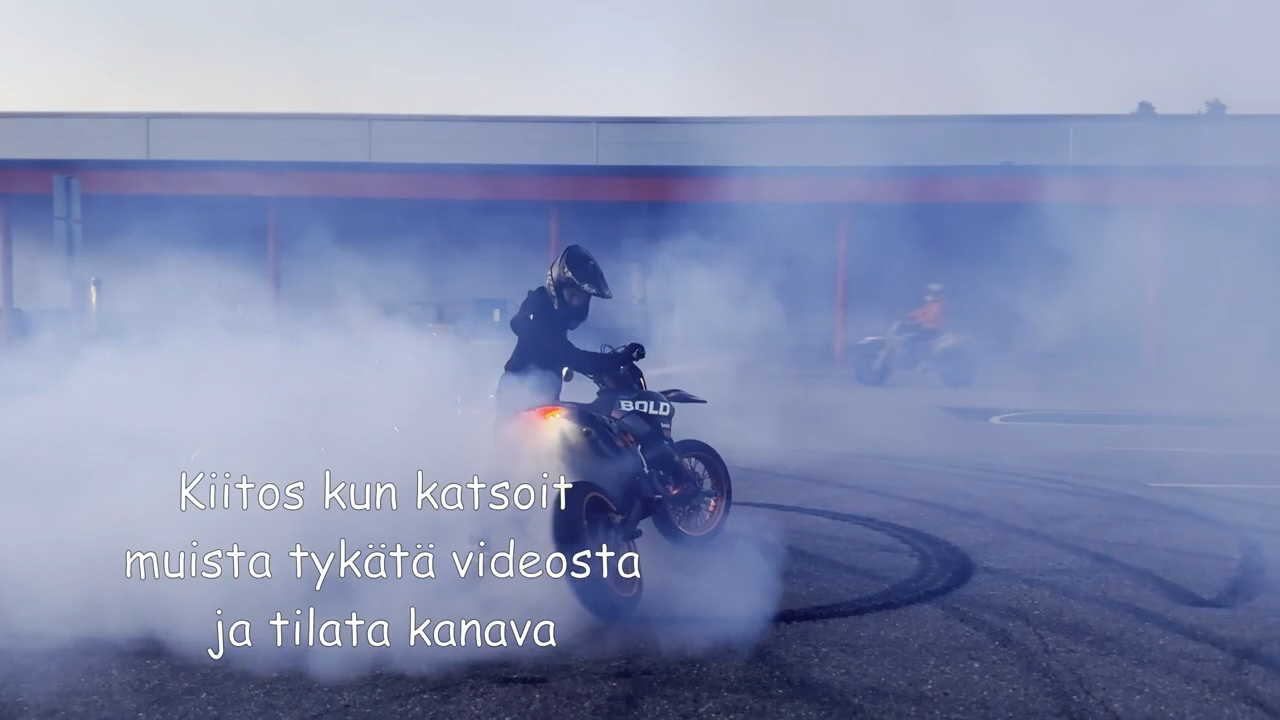 BOLD
Kiitos kun katsoit
muista tykätä videosta
ja tilata kanava